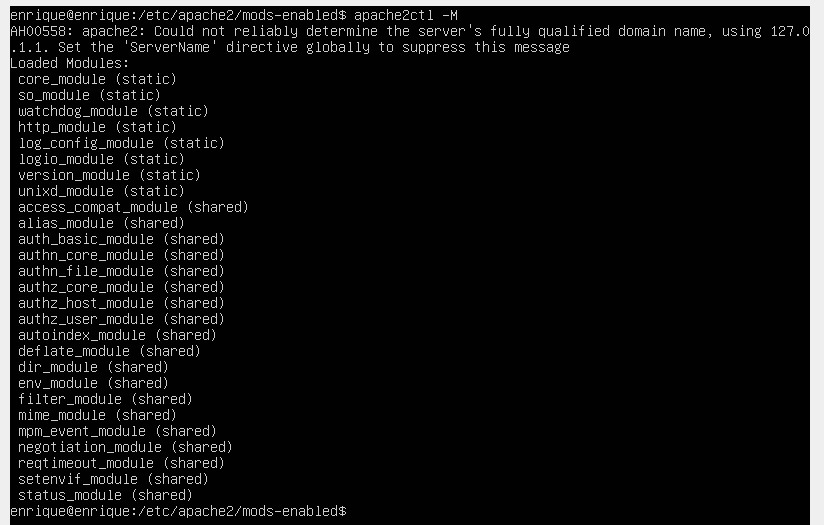 enrique@enrique:/etc/apache2/mods-enabled$ apache2ctl -M
AH00558: apache2: Could not reliably determine the server's fully qualified domain name, using 127.0
.1.1. Set the 'ServerName' directive globally to suppress this message
Loaded Modules:
 core_module (static)
 so_module (static)
 watchdog_module (static)
 http_module (static)
 log_config_module (static)
 logio_module (static)
 version_module (static)
 unixd_module (static)
 access_compat_module (shared)
 alias_module (shared)
 auth_basic_module (shared)
 authn_core_module (shared)
 authn_file_module (shared)
 authz_core_module (shared)
 authz_host_module (shared)
 authz_user_module (shared)
 autoindex_module (shared)
 deflate_module (shared)
 dir_module (shared)
 env_module (shared)
 filter_module (shared)
 mime_module (shared)
 mpm_event_module (shared)
 negotiation_module (shared)
 reqtimeout_module (shared)
 setenvif_module (shared)
 status_module (shared)
enrique@enrique:/etc/apache2/mods-enabled$